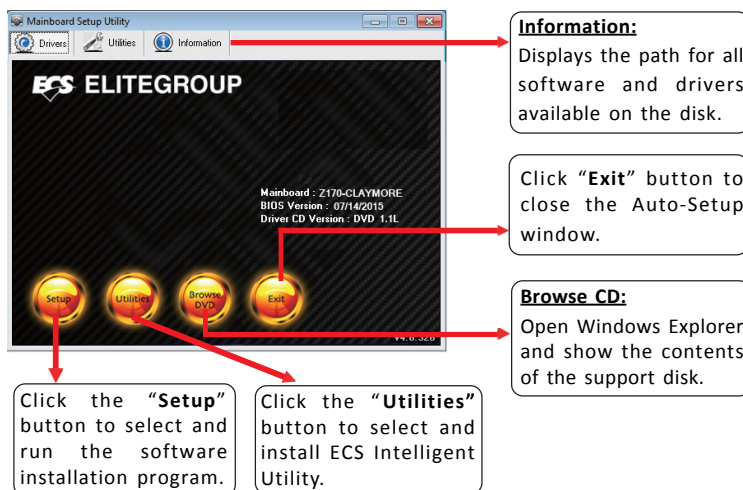 Mainboard Setup Utility
Drivers Utilities Information
ECS ELITEGROUP
Mainboard : Z170-CLAYMORE
BIOS Version : 07/14/2015
Driver CD Version : DVD 1.1L
Setup
Utilities
Browse
DVD
Exit
V4.8.328
Information:
Displays the path for all
software and drivers
available on the disk.
Click “Exit” button to
close the Auto-Setup
window.
Browse CD:
Open Windows Explorer
and show the contents
of the support disk.
Click the “Setup”
button to select and
run the software
installation program.
Click the “Utilities”
button to select and
install ECS Intelligent
Utility.